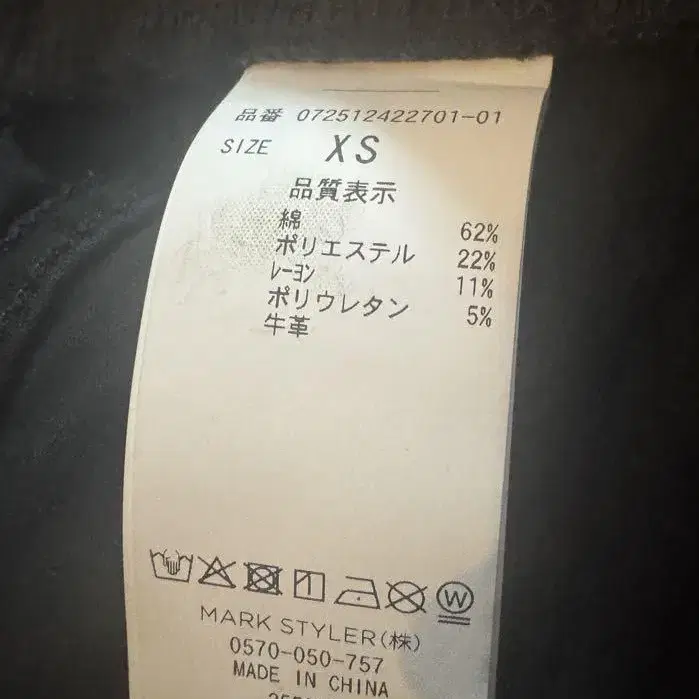 品番 072512422701-01
SIZE XS
品質表示
綿 62%
ポリエステル 22%
レーヨン 11%
ポリウレタン 5%
牛革
W
MARK STYLER(株)
0570-050-757
MADE IN CHINA